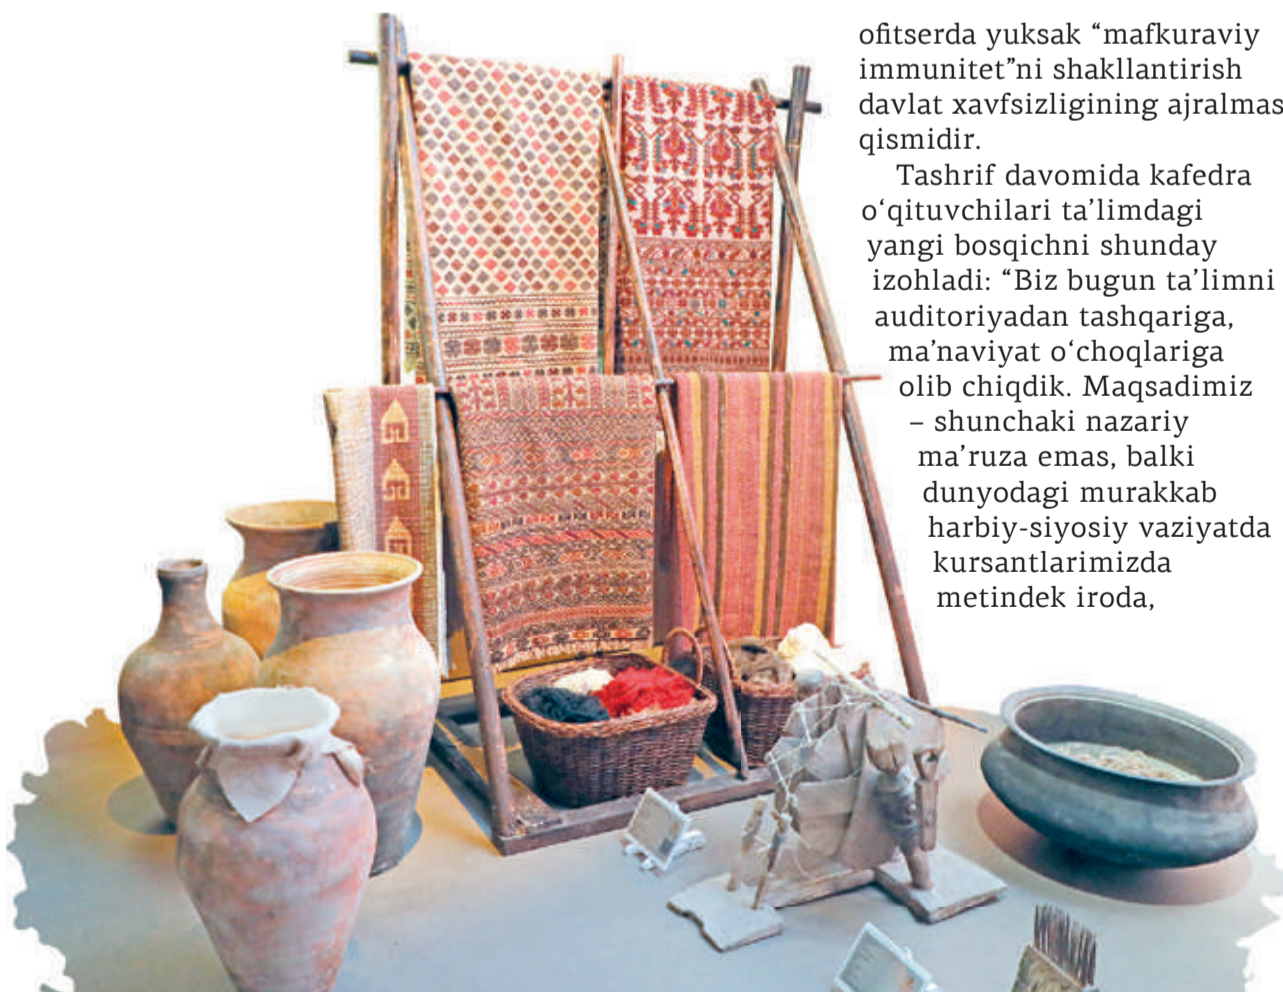 ofitserda yuksak “mafkuraviy
immunitet”ni shakllantirish
davlat xavfsizligining ajralmas
qismidir.
Tashrif davomida kafedra
o‘qituvchilari ta’limdagi
yangi bosqichni shunday
izohladi: “Biz bugun ta’limni
auditoriyadan tashqariga,
ma’naviyat o‘choqlariga
olib chiqdik. Maqsadimiz
– shunchaki nazariy
ma’ruza emas, balki
dunyodagi murakkab
harbiy-siyosiy vaziyatda
kursantlarimizda
metindek iroda,